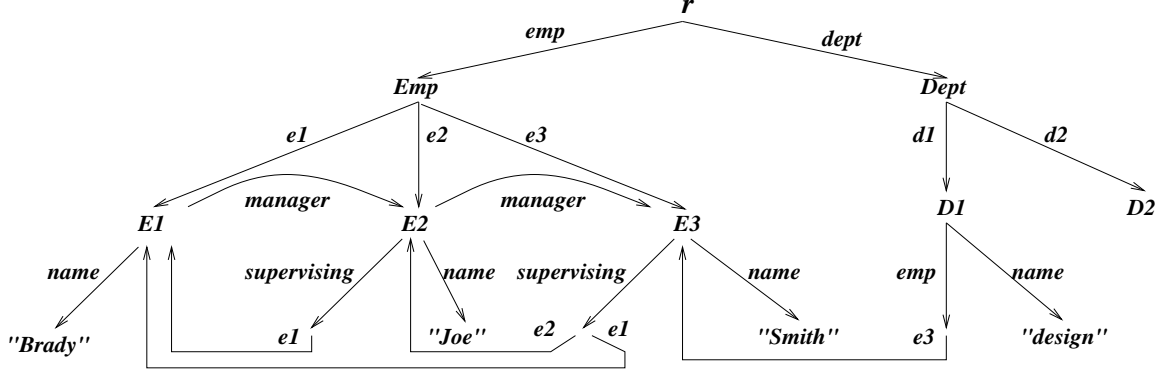 r
emp dept
Emp Dept
e1 e2 e3 d1 d2
manager manager
E1 E2 E3 D1 D2
name supervising name supervising name emp name
"Brady" e1 "Joe" e2 e1 "Smith" e3 "design"